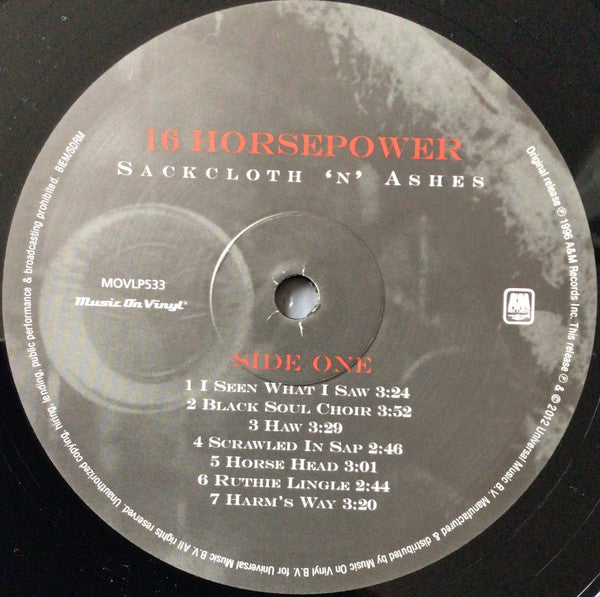 16 HORSEPOWER
SACKCLOTH 'N' ASHES
MOVLP533
Music On Vinyl®
A&M RECORDS
SIDE ONE
1 I SEEN WHAT I SAW 3:24
2 BLACK SOUL CHOIR 3:52
3 HAW 3:29
4 SCRAWLED IN SAP 2:46
5 HORSE HEAD 3:01
6 RUTHIE LINGLE 2:44
7 HARM'S WAY 3:20
Original release ℗ 1996 A&M Records Inc. This release ℗ & © 2012 Universal Music B.V. Manufactured & distributed by Music On Vinyl B.V. for Universal Music B.V. All rights reserved. Unauthorized copying, hiring, lending, public performance & broadcasting prohibited. BIEM/SDRM